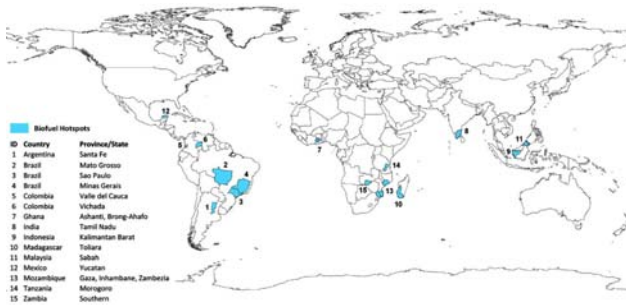 Biofuel Hotspots
ID Country Province/State
1 Argentina Santa Fe
2 Brazil Mato Grosso
3 Brazil Sao Paulo
4 Brazil Minas Gerais
5 Colombia Valle del Cauca
6 Colombia Vichada
7 Ghana Ashanti, Brong-Ahafo
8 India Tamil Nadu
9 Indonesia Kalimantan Barat
10 Madagascar Toliara
11 Malaysia Sabah
12 Mexico Yucatan
13 Mozambique Gaza, Inhambane, Zambezia
14 Tanzania Morogoro
15 Zambia Southern
12
6
5
2
4
3
1
7
8
11
9
14
15
13
10